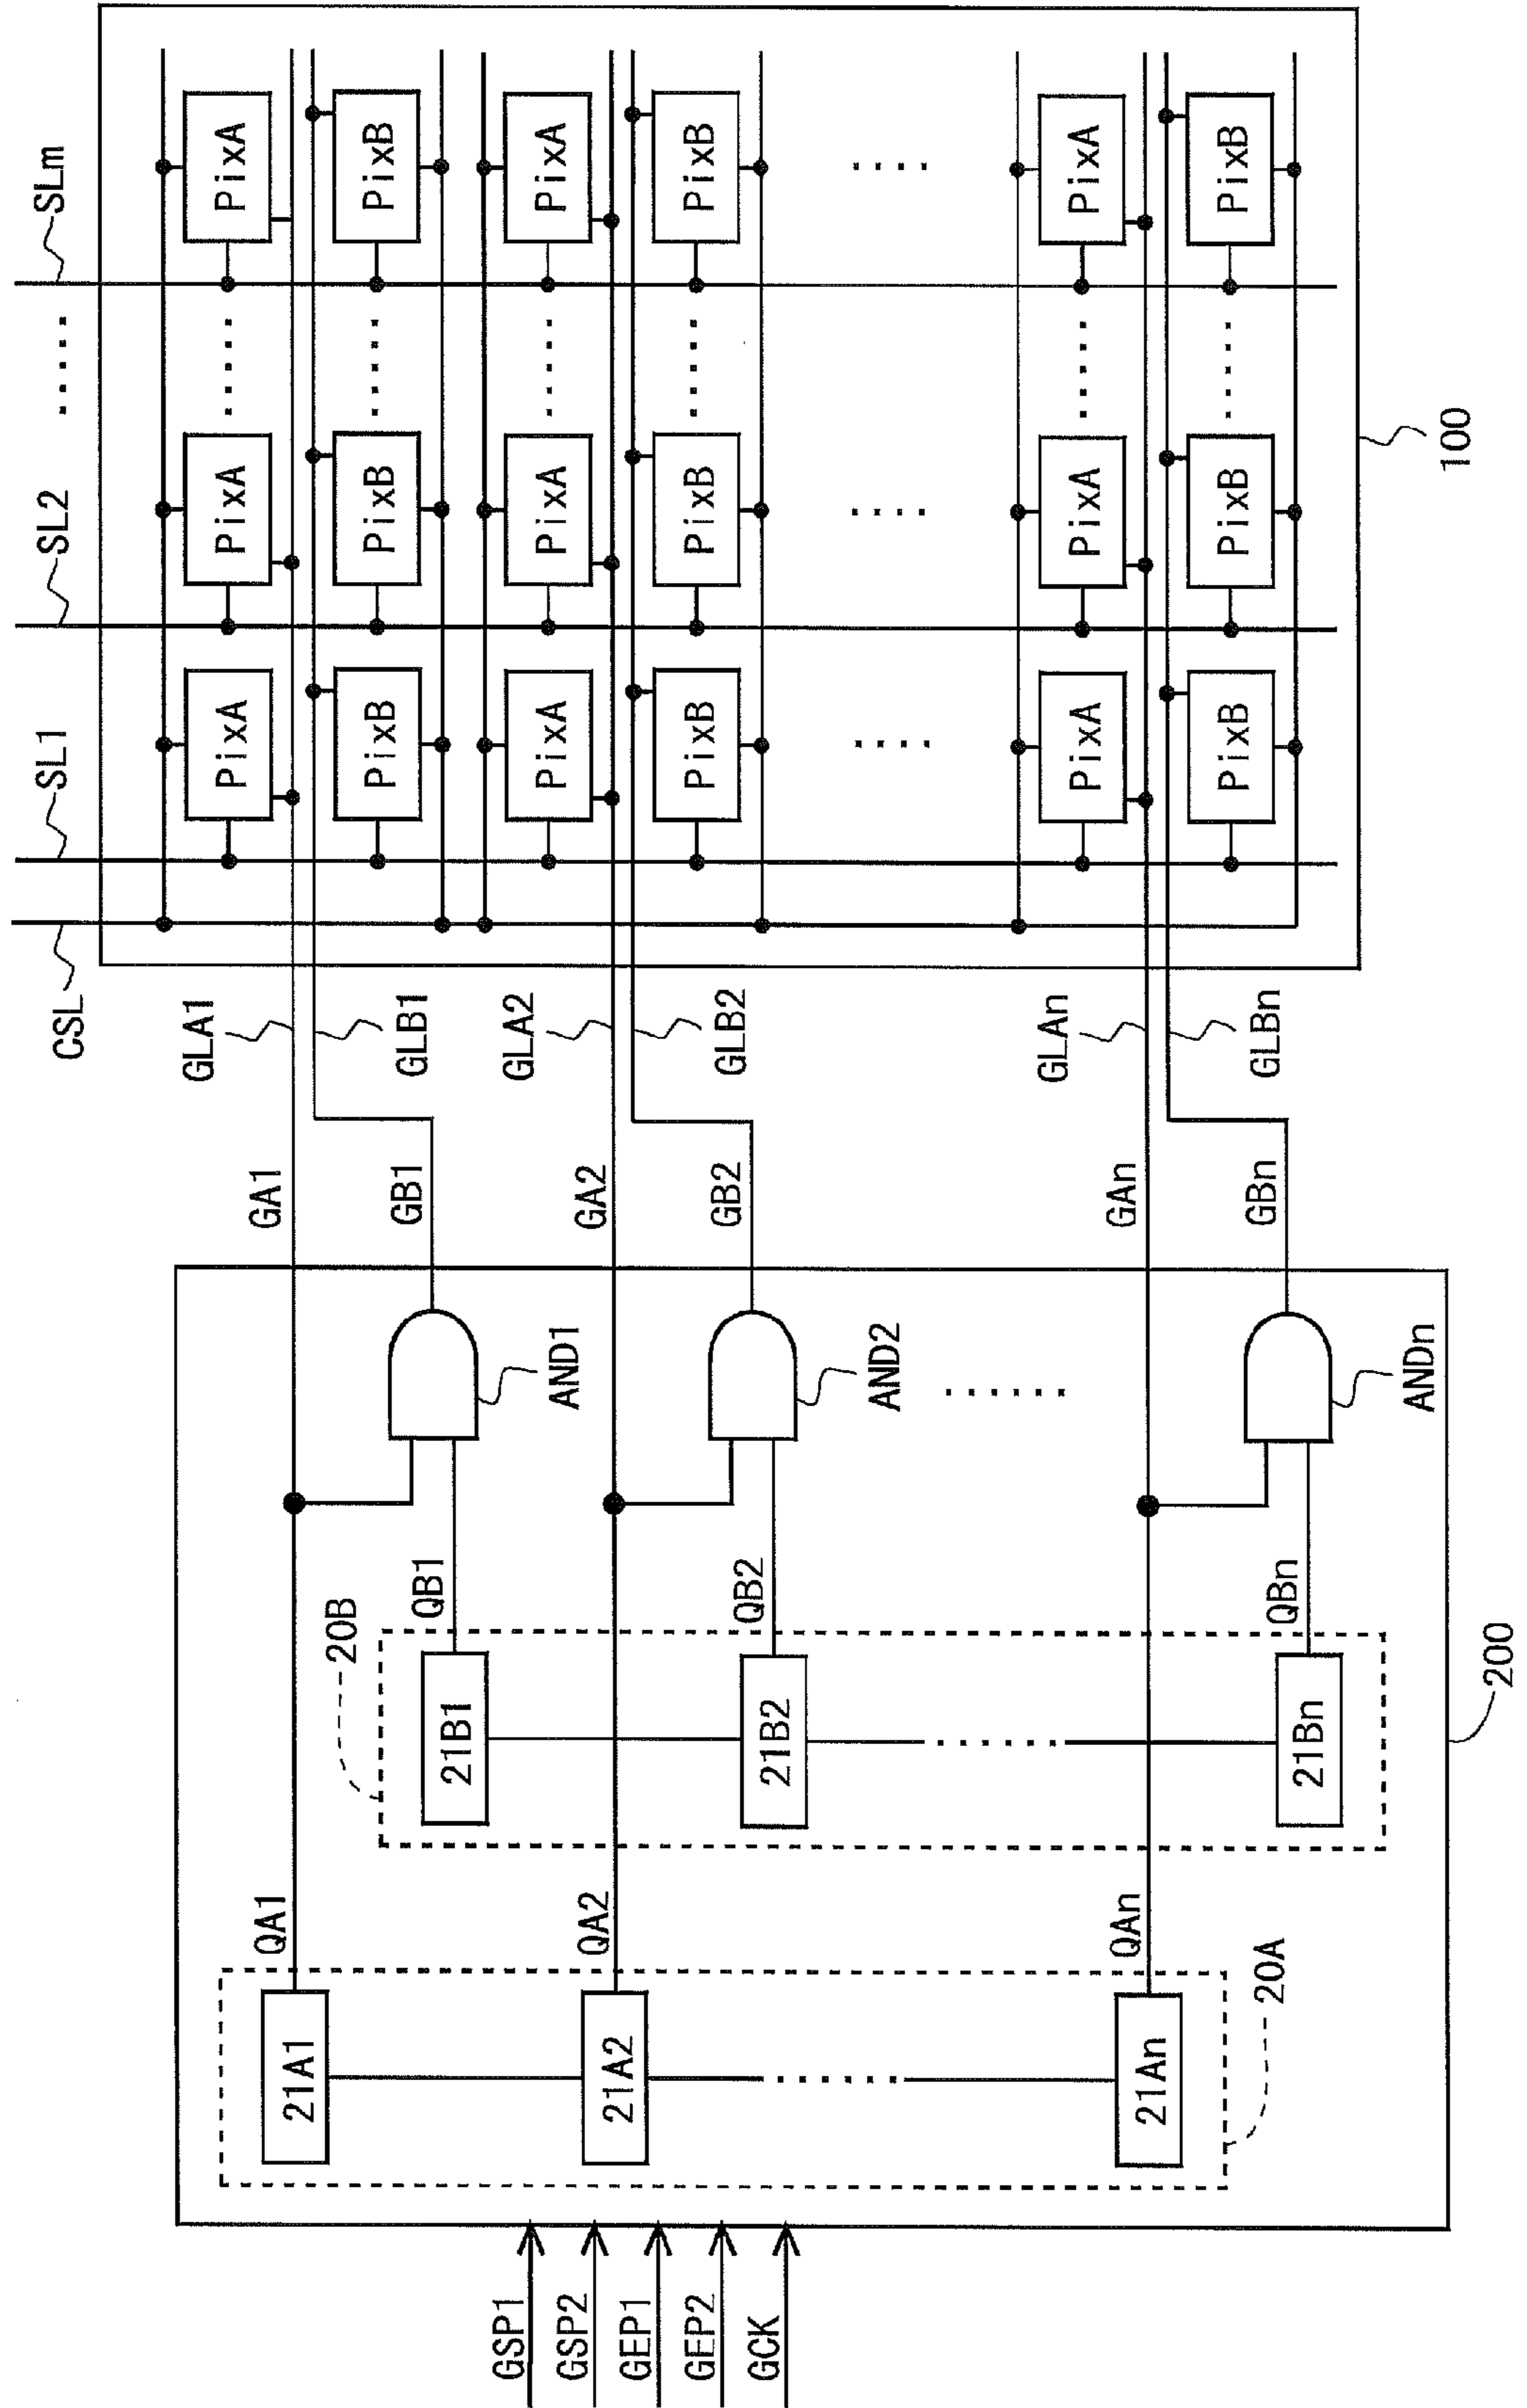 CSL SL1 SL2 ····· SLm
GSP1
GSP2
GEP1
GEP2
GCK
21A1 QA1 GA1 GLA1 PixA PixA ····· PixA
20B
21B1 QB1 AND1 GB1 GLB1 PixB PixB ····· PixB
21A2 QA2 GA2 GLA2 PixA PixA ····· PixA
21B2 QB2 AND2 GB2 GLB2 PixB PixB ····· PixB
······ ······ ······ ···· ···· ····
21An QAn GAn GLAn PixA PixA ····· PixA
20A
21Bn QBn ANDn GBn GLBn PixB PixB ····· PixB
200 100